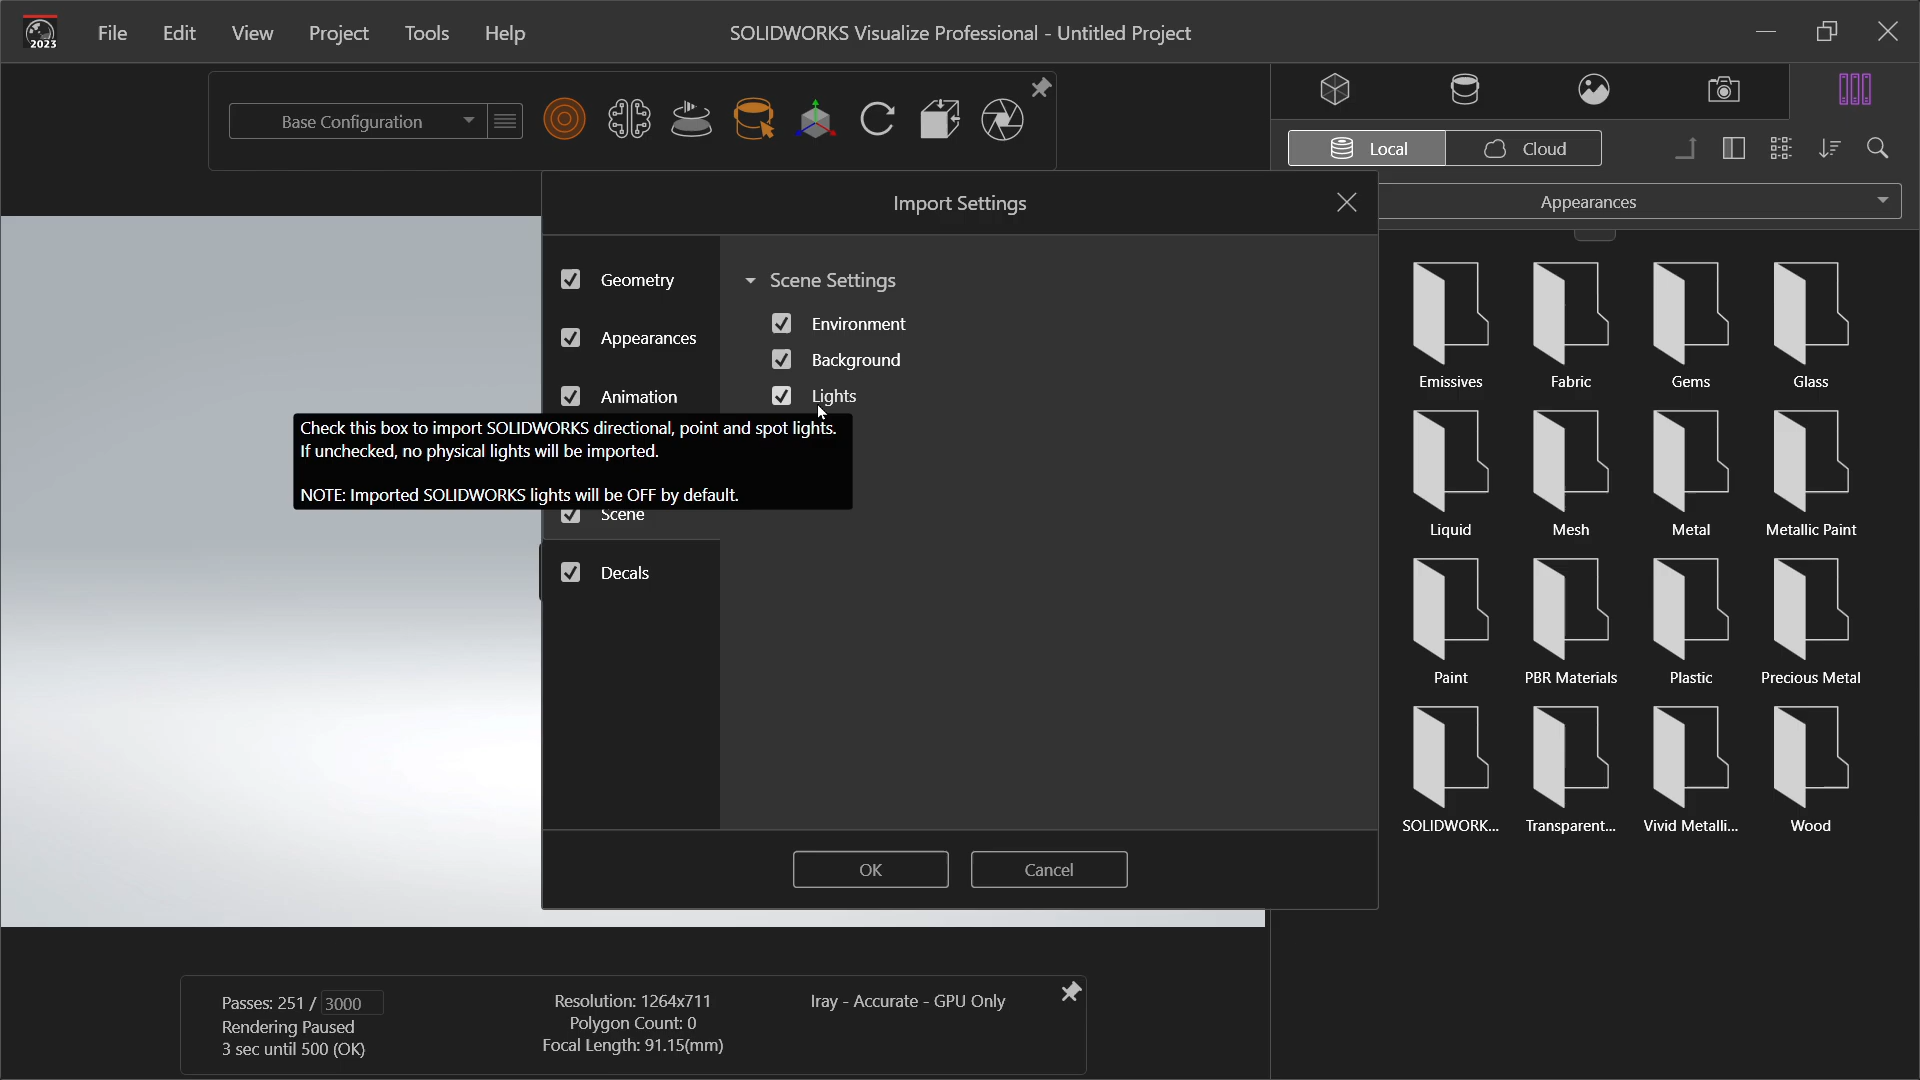 2023
File Edit View Project Tools Help
SOLIDWORKS Visualize Professional - Untitled Project
Base Configuration
Local Cloud
Appearances
Import Settings
Geometry
Appearances
Animation
Scene
Decals
Scene Settings
Environment
Background
Lights
Check this box to import SOLIDWORKS directional, point and spot lights.
If unchecked, no physical lights will be imported.
NOTE: Imported SOLIDWORKS lights will be OFF by default.
OK Cancel
Emissives Fabric Gems Glass
Liquid Mesh Metal Metallic Paint
Paint PBR Materials Plastic Precious Metal
SOLIDWORK... Transparent... Vivid Metalli... Wood
Passes: 251 / 3000
Rendering Paused
3 sec until 500 (OK)
Resolution: 1264x711
Polygon Count: 0
Focal Length: 91.15(mm)
Iray - Accurate - GPU Only